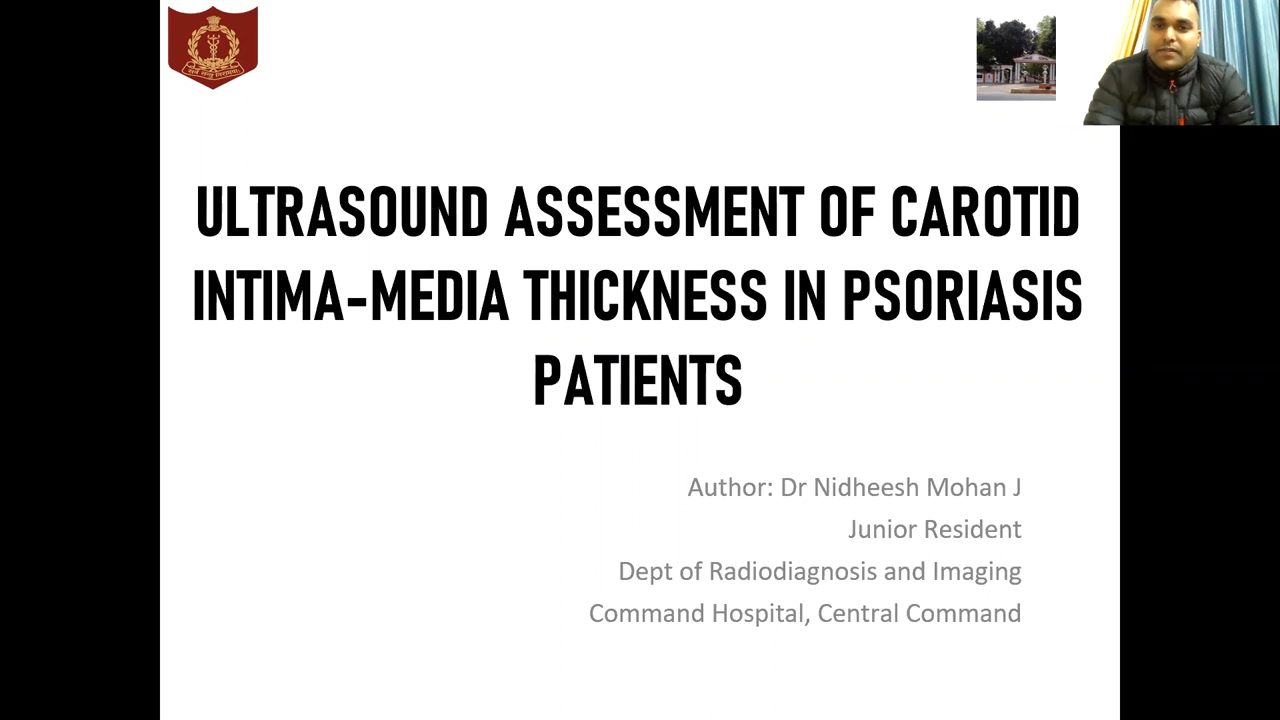 ULTRASOUND ASSESSMENT OF CAROTID
INTIMA-MEDIA THICKNESS IN PSORIASIS
PATIENTS
Author: Dr Nidheesh Mohan J
Junior Resident
Dept of Radiodiagnosis and Imaging
Command Hospital, Central Command